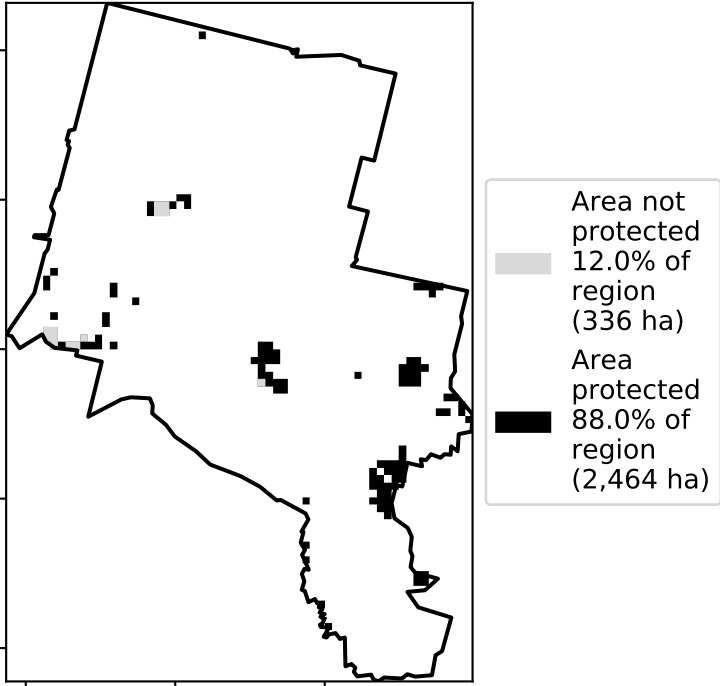 Area not
protected
12.0% of
region
(336 ha)
Area
protected
88.0% of
region
(2,464 ha)